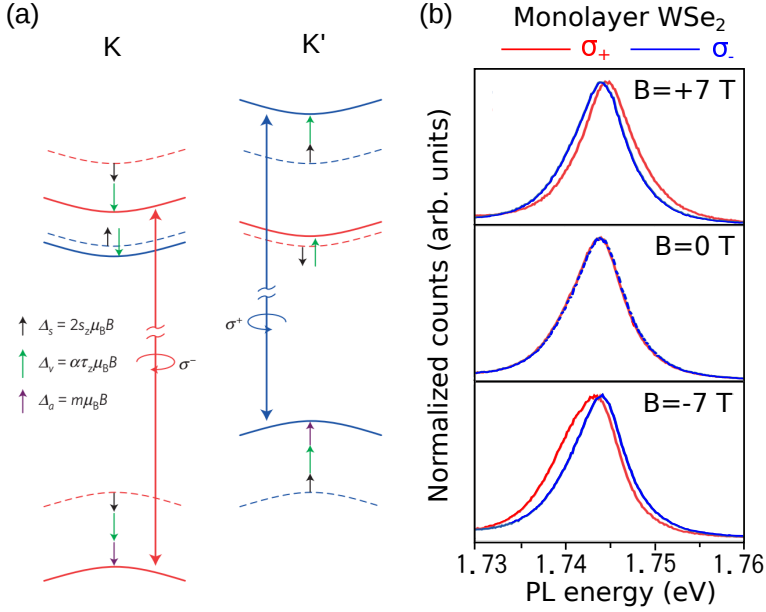 (a)
K
K'
Δs = 2szμBB
Δv = ατzμBB
Δa = mμBB
σ−
σ+
(b)
Monolayer WSe2
σ+
σ-
B=+7 T
B=0 T
B=-7 T
Normalized counts (arb. units)
1.73 1.74 1.75 1.76
PL energy (eV)